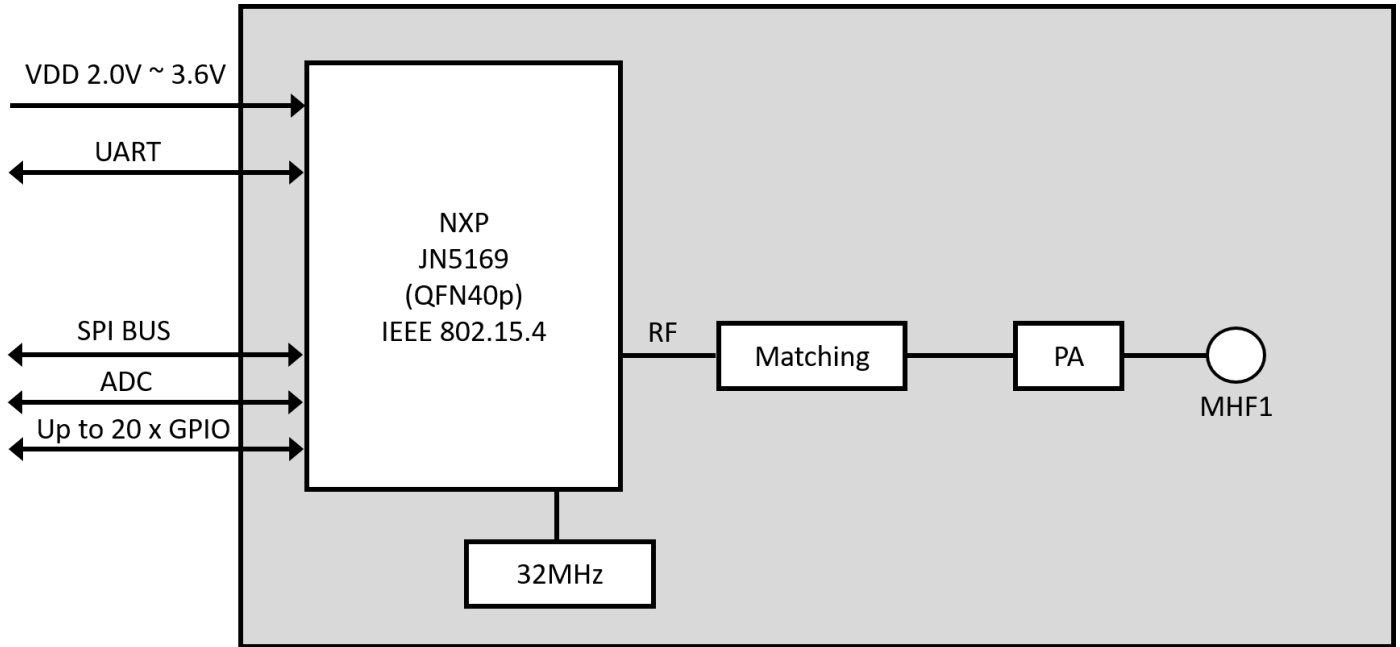 VDD 2.0V ~ 3.6V
UART
SPI BUS
ADC
Up to 20 x GPIO
NXP
JN5169
(QFN40p)
IEEE 802.15.4
RF
Matching
PA
MHF1
32MHz